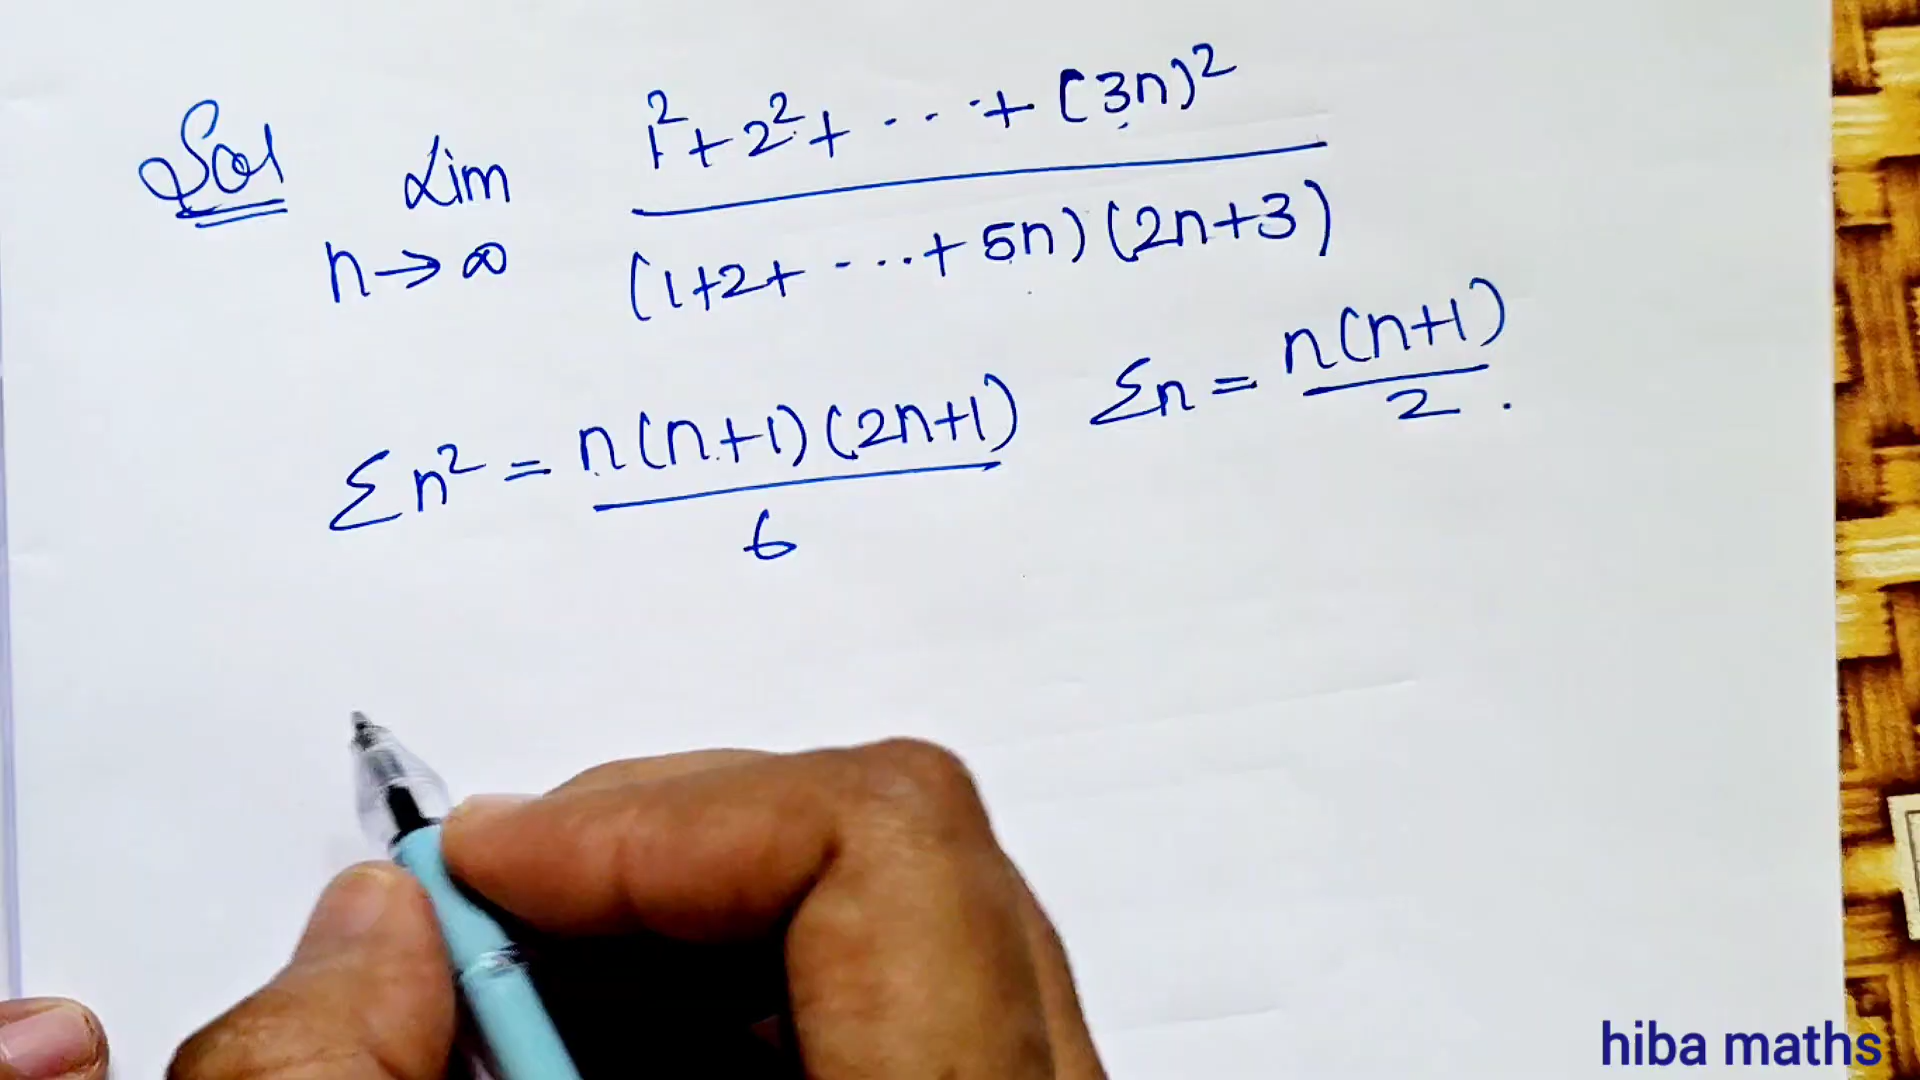 Sol Lim n→∞ (1²+2²+ ... +(3n)²) / ((1+2+ ... +5n)(2n+3))
Σn² = n(n+1)(2n+1) / 6 Σn = n(n+1) / 2 .
hiba maths